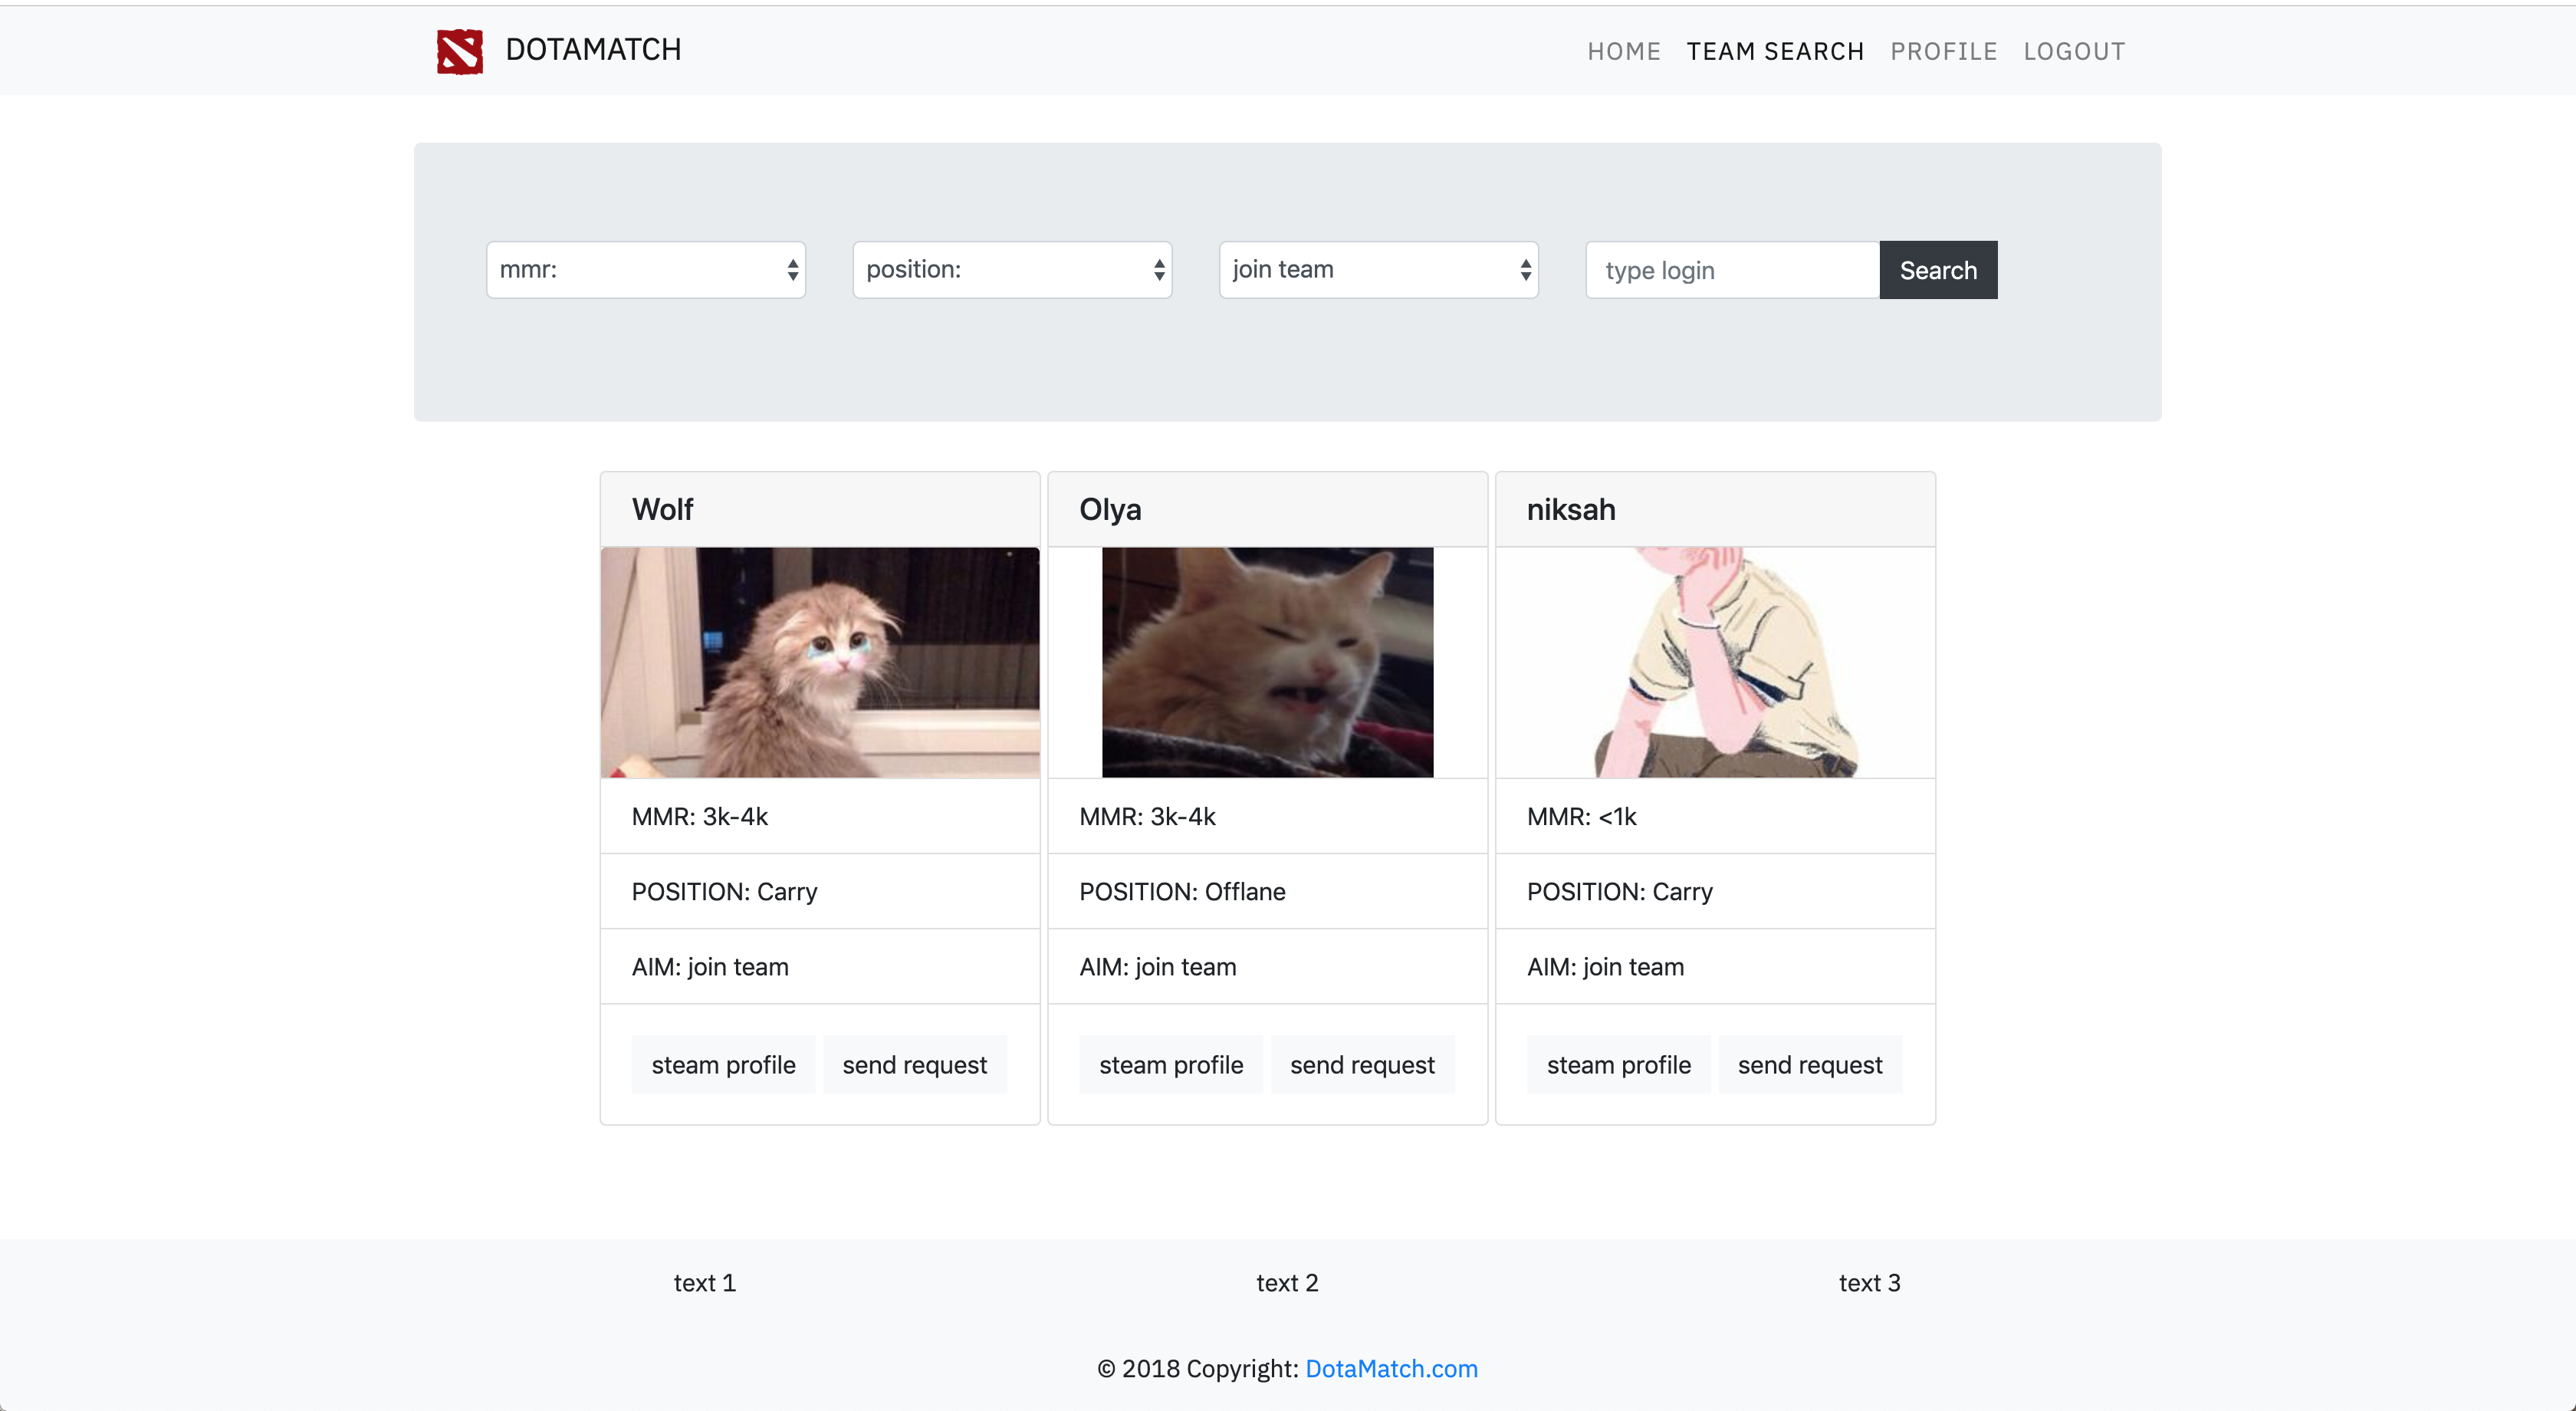 DOTAMATCH
HOME TEAM SEARCH PROFILE LOGOUT
mmr: position: join team type login Search
Wolf
MMR: 3k-4k
POSITION: Carry
AIM: join team
steam profile send request
Olya
MMR: 3k-4k
POSITION: Offlane
AIM: join team
steam profile send request
niksah
MMR: <1k
POSITION: Carry
AIM: join team
steam profile send request
text 1 text 2 text 3
© 2018 Copyright: DotaMatch.com